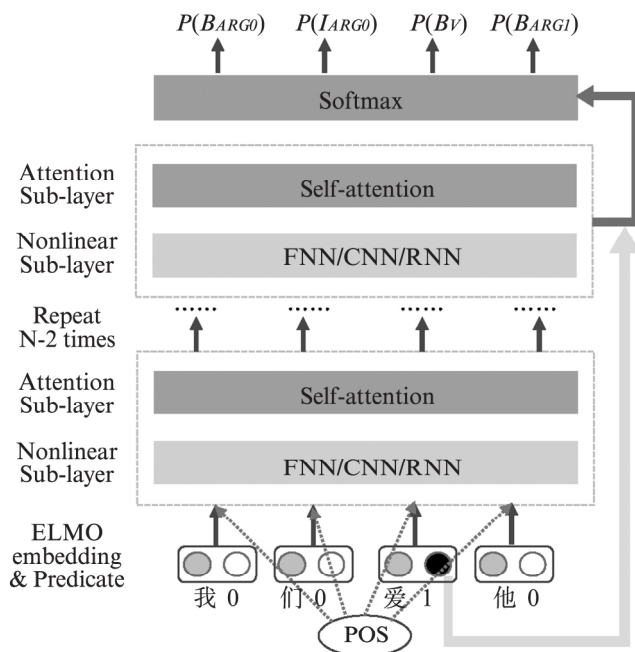 P(BARG0) P(IARG0) P(BV) P(BARG1)
Softmax
Attention
Sub-layer
Self-attention
Nonlinear
Sub-layer
FNN/CNN/RNN
Repeat
N-2 times
......
......
......
......
Attention
Sub-layer
Self-attention
Nonlinear
Sub-layer
FNN/CNN/RNN
ELMO
embedding
& Predicate
我 0 们 0 爱 1 他 0
POS